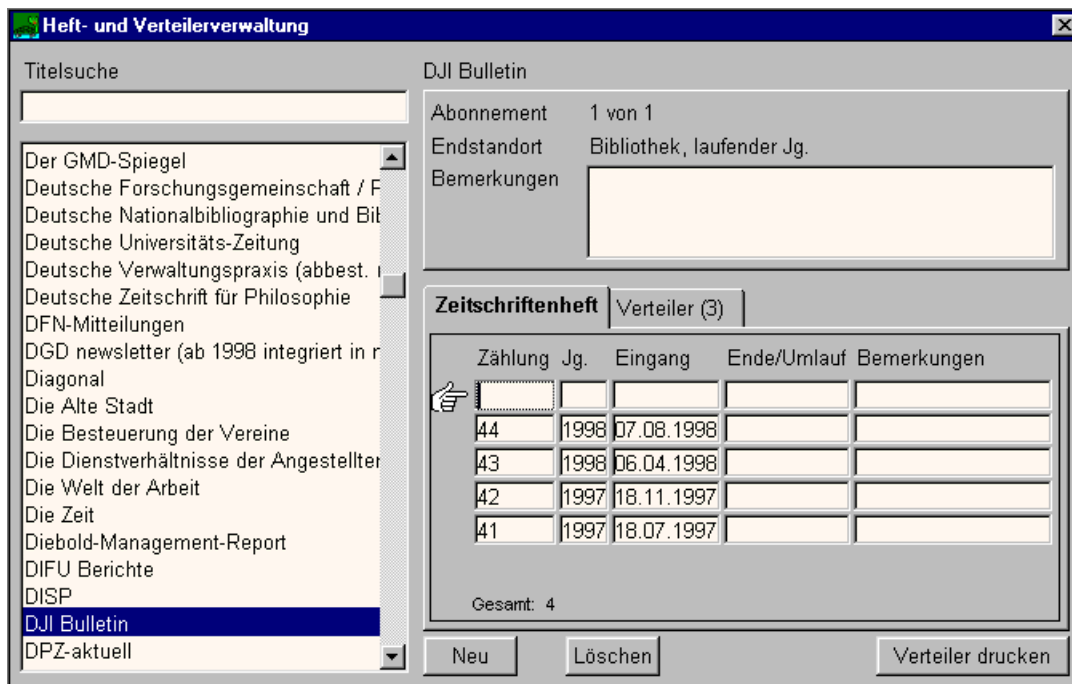 Heft- und Verteilerverwaltung
Titelsuche
Der GMD-Spiegel
Deutsche Forschungsgemeinschaft / F
Deutsche Nationalbibliographie und Bib
Deutsche Universitäts-Zeitung
Deutsche Verwaltungspraxis (abbest.
Deutsche Zeitschrift für Philosophie
DFN-Mitteilungen
DGD newsletter (ab 1998 integriert in
Diagonal
Die Alte Stadt
Die Besteuerung der Vereine
Die Dienstverhältnisse der Angestellter
Die Welt der Arbeit
Die Zeit
Diebold-Management-Report
DIFU Berichte
DISP
DJI Bulletin
DPZ-aktuell
DJI Bulletin
Abonnement 1 von 1
Endstandort Bibliothek, laufender Jg.
Bemerkungen
Zeitschriftenheft Verteiler (3)
Zählung Jg. Eingang Ende/Umlauf Bemerkungen
44 1998 07.08.1998
43 1998 06.04.1998
42 1997 18.11.1997
41 1997 18.07.1997
Gesamt: 4
Neu Löschen Verteiler drucken